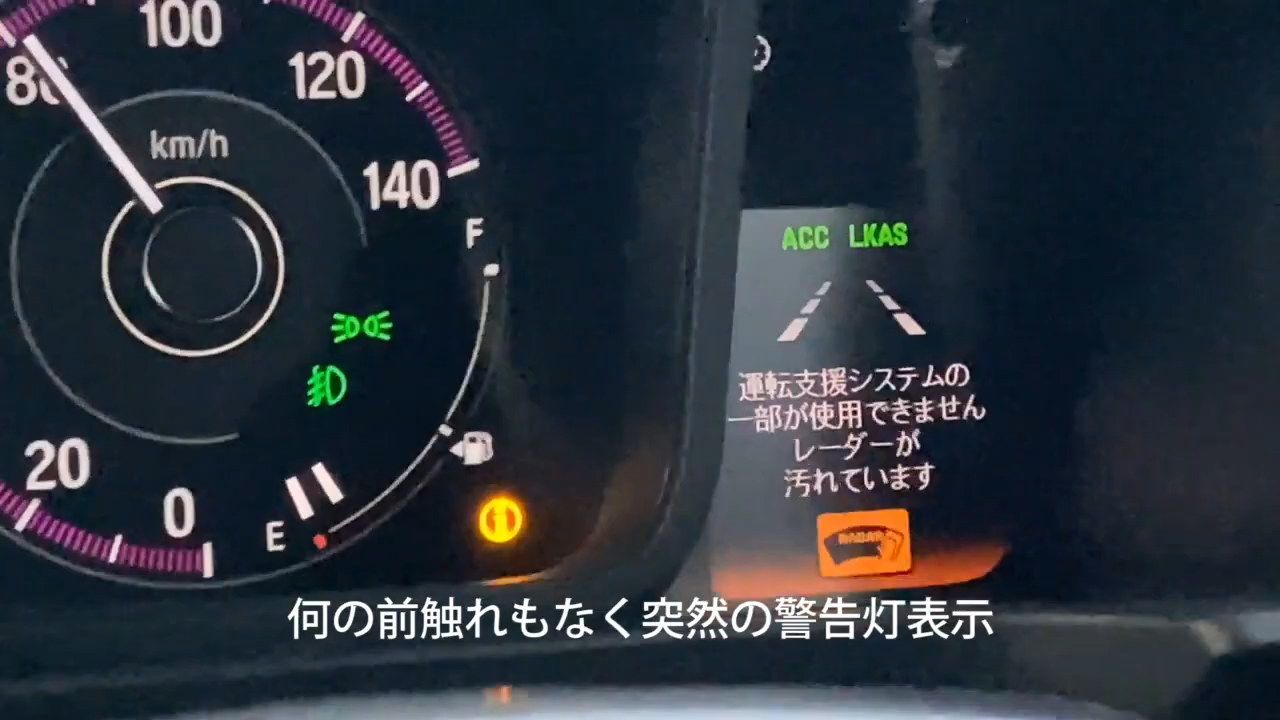 100
80
120
km/h
140
F
ACC LKAS
運転支援システムの
一部が使用できません
レーダーが
汚れています
20
0
E
RADAR
何の前触れもなく突然の警告灯表示